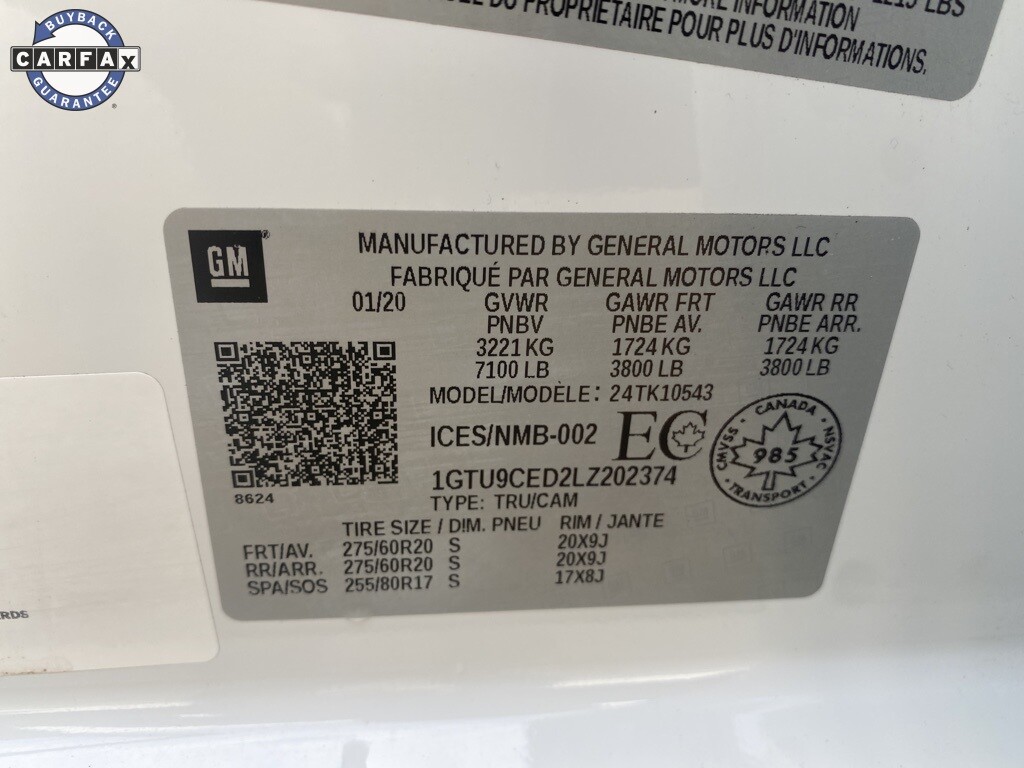 BUYBACK
CARFAX
GUARANTEE®
LBS
MORE INFORMATION
DU PROPRIÉTAIRE POUR PLUS D'INFORMATIONS.
GM®
MANUFACTURED BY GENERAL MOTORS LLC
FABRIQUÉ PAR GENERAL MOTORS LLC
01/20 GVWR GAWR FRT GAWR RR
PNBV PNBE AV. PNBE ARR.
3221 KG 1724 KG 1724 KG
7100 LB 3800 LB 3800 LB
MODEL/MODÈLE: 24TK10543
ICES/NMB-002 EC
CANADA
CMVSS 985 NSVAC
TRANSPORT
1GTU9CED2LZ202374
8624
TYPE: TRU/CAM
TIRE SIZE / DIM. PNEU RIM / JANTE
FRT/AV. 275/60R20 S 20X9J
RR/ARR. 275/60R20 S 20X9J
SPA/SOS 255/80R17 S 17X8J